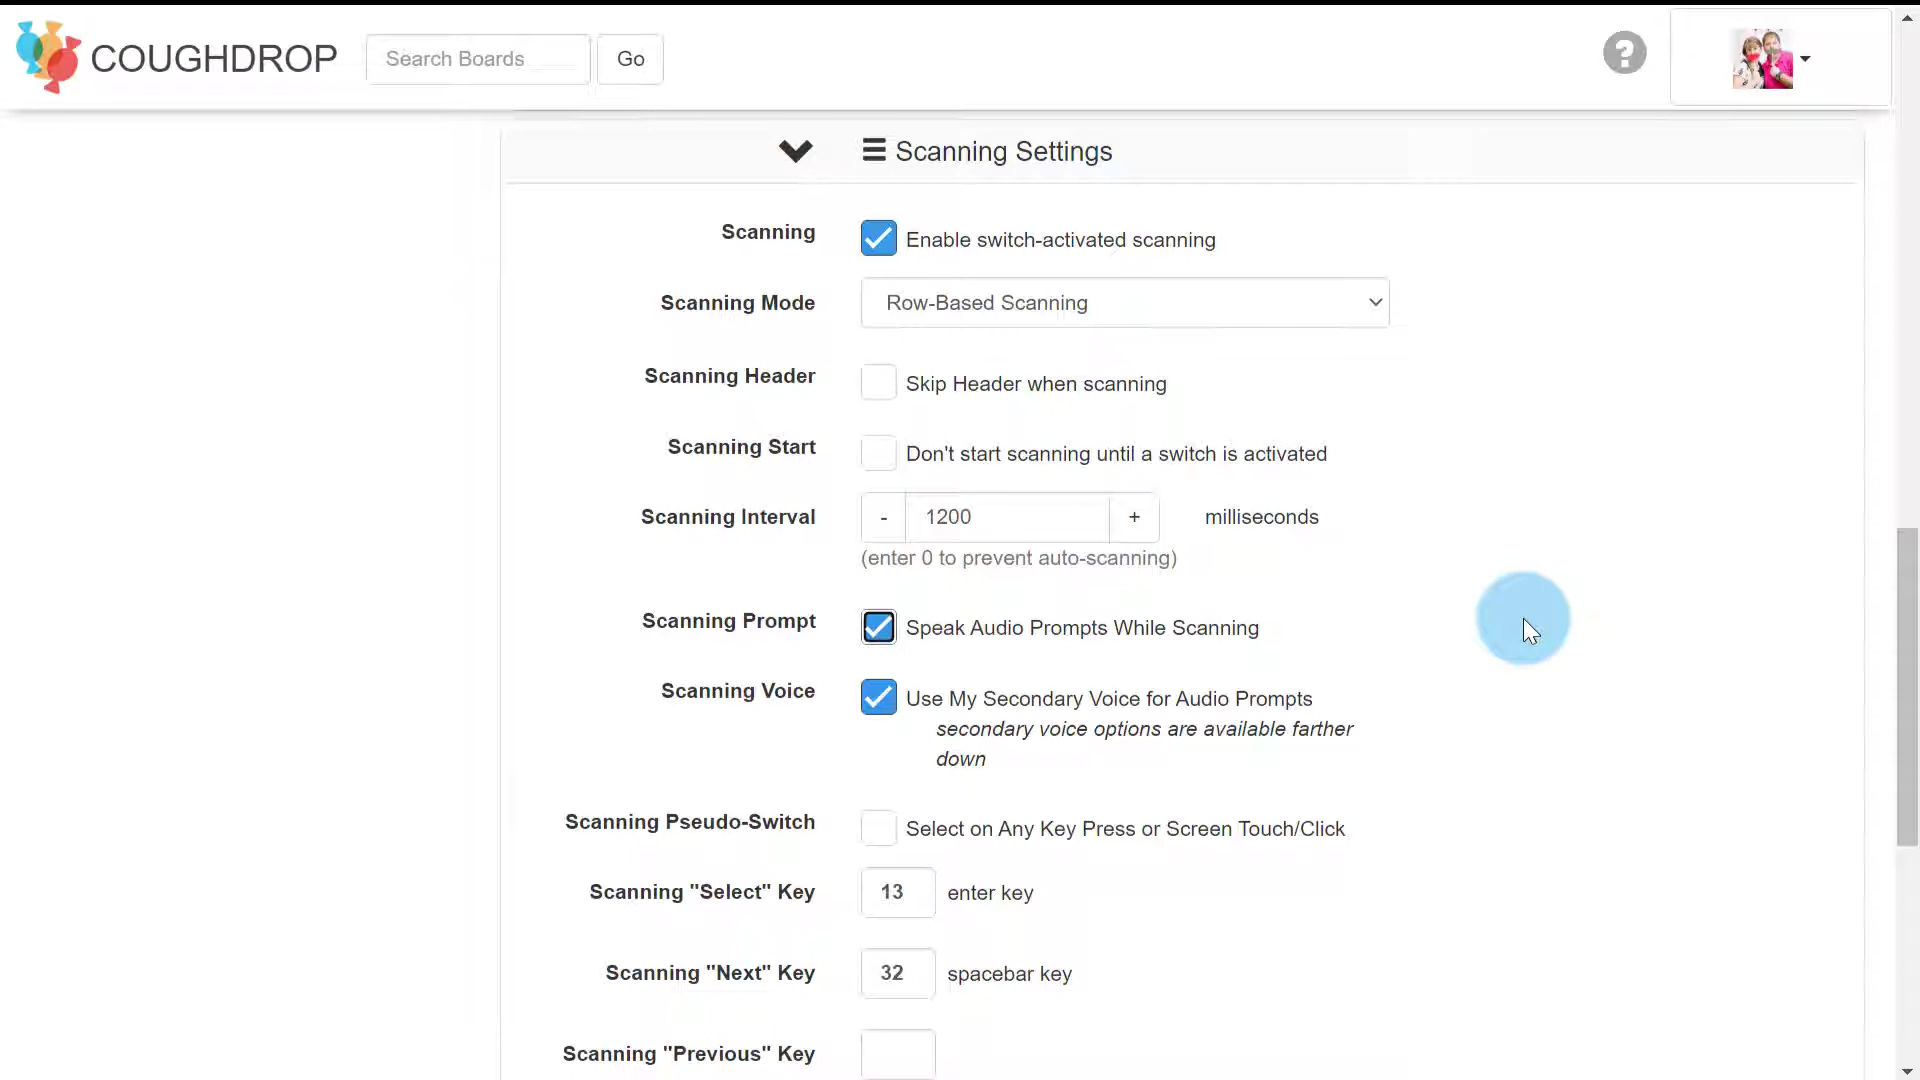 COUGHDROP
Search Boards
Go
?
Scanning Settings
Scanning
Enable switch-activated scanning
Scanning Mode
Row-Based Scanning
Scanning Header
Skip Header when scanning
Scanning Start
Don't start scanning until a switch is activated
Scanning Interval
- 1200 + milliseconds
(enter 0 to prevent auto-scanning)
Scanning Prompt
Speak Audio Prompts While Scanning
Scanning Voice
Use My Secondary Voice for Audio Prompts
secondary voice options are available farther
down
Scanning Pseudo-Switch
Select on Any Key Press or Screen Touch/Click
Scanning "Select" Key
13 enter key
Scanning "Next" Key
32 spacebar key
Scanning "Previous" Key